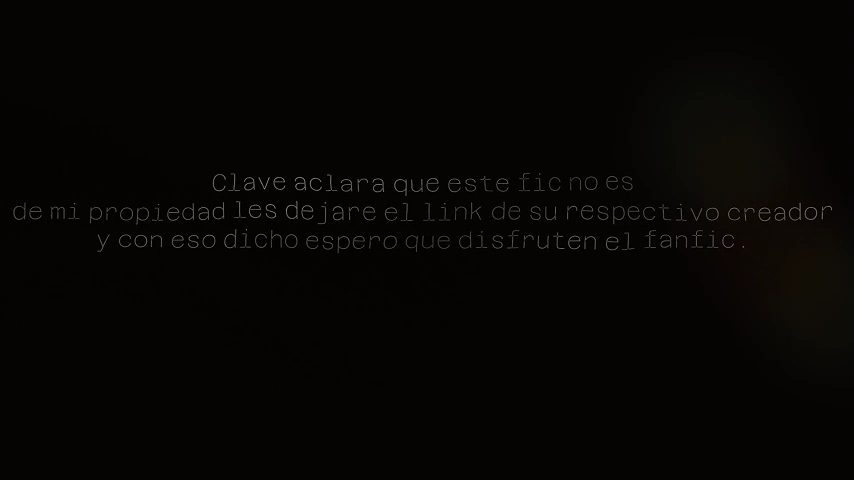 Clave aclara que este fic no es
de mi propiedad les dejare el link de su respectivo creador
y con eso dicho espero que disfruten el fanfic.